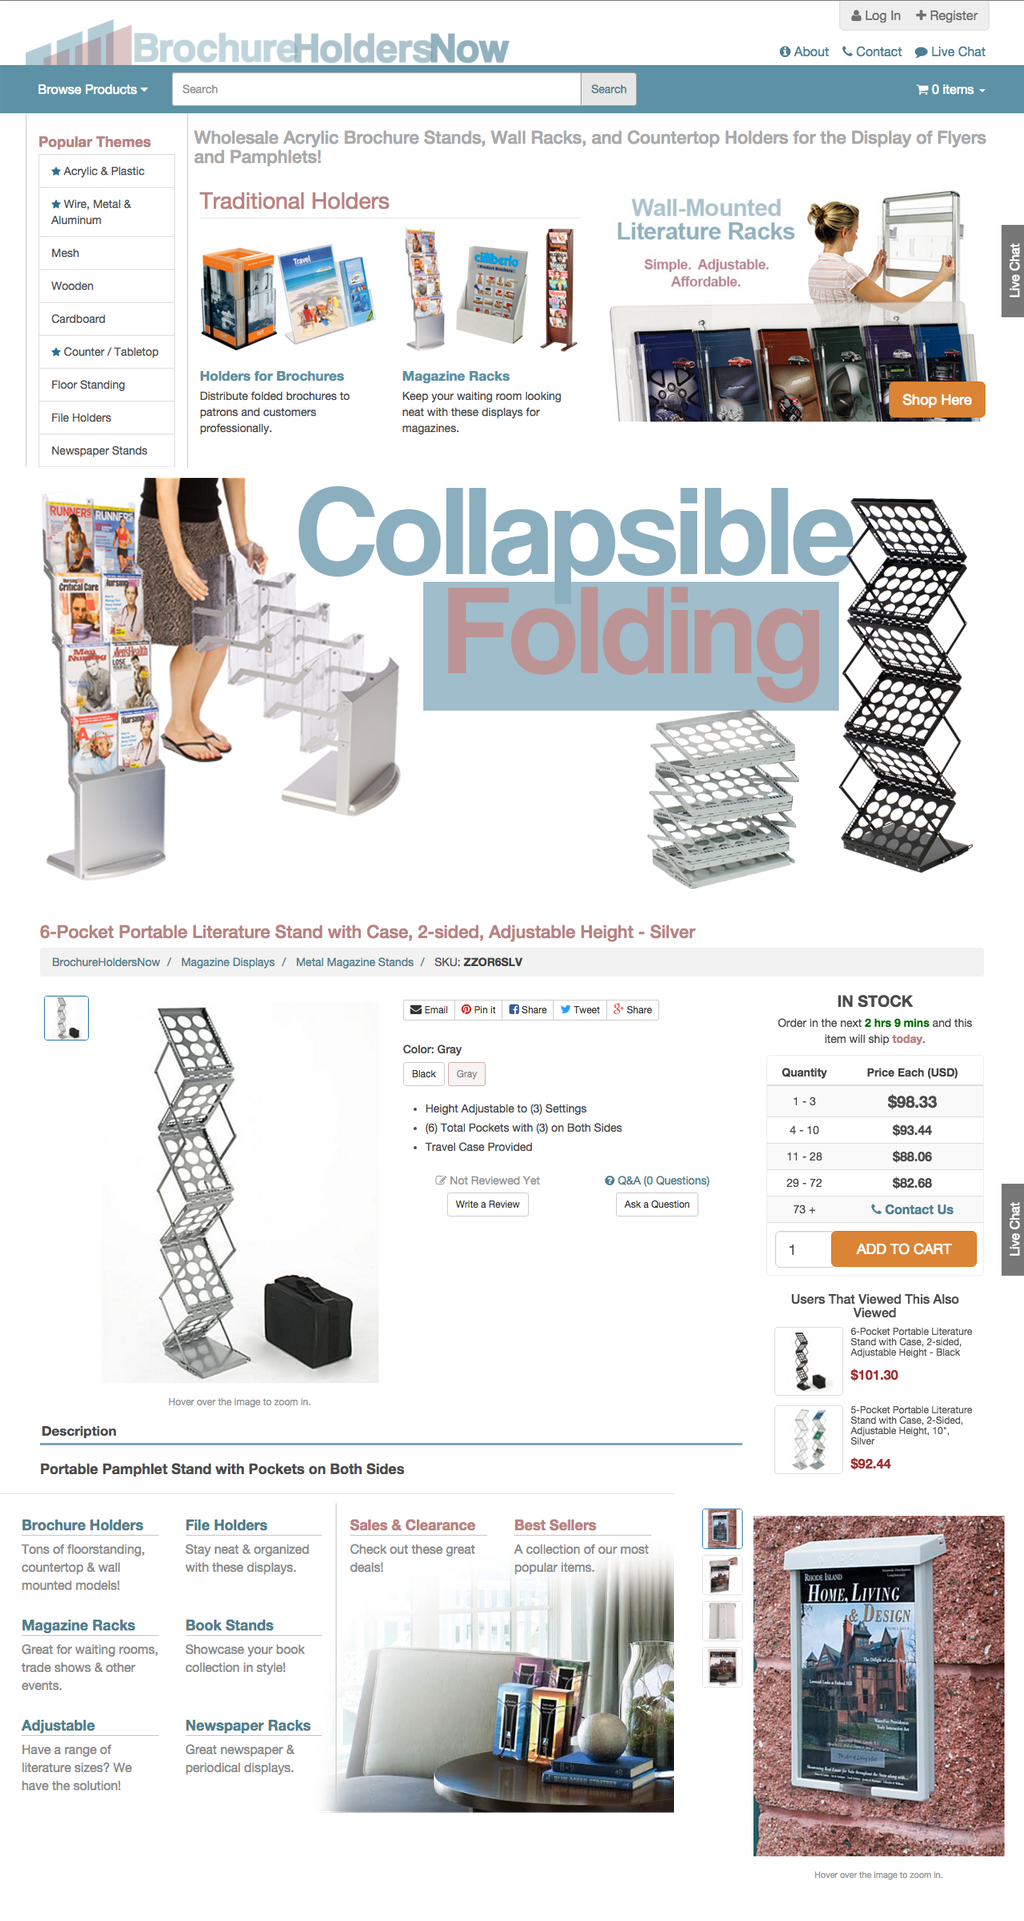 Log In
Register
BrochureHoldersNow
About
Contact
Live Chat
Browse Products
Search
Search
0 items
Popular Themes
Acrylic & Plastic
Wire, Metal &
Aluminum
Mesh
Wooden
Cardboard
Counter / Tabletop
Floor Standing
File Holders
Newspaper Stands
Wholesale Acrylic Brochure Stands, Wall Racks, and Countertop Holders for the Display of Flyers
and Pamphlets!
Traditional Holders
Travel
cilliberio
Holders for Brochures
Distribute folded brochures to
patrons and customers
professionally.
Magazine Racks
Keep your waiting room looking
neat with these displays for
magazines.
Wall-Mounted
Literature Racks
Simple. Adjustable.
Affordable.
Shop Here
Live Chat
Collapsible
Folding
RUNNER'S
RUNNER'S
Critical Care
Nursing
Men's Health
LOSE
YOUR GUT!
6-Pocket Portable Literature Stand with Case, 2-sided, Adjustable Height - Silver
BrochureHoldersNow / Magazine Displays / Metal Magazine Stands / SKU: ZZOR6SLV
Email
Pin it
Share
Tweet
Share
Color: Gray
Black
Gray
• Height Adjustable to (3) Settings
• (6) Total Pockets with (3) on Both Sides
• Travel Case Provided
Not Reviewed Yet
Write a Review
Q&A (0 Questions)
Ask a Question
Hover over the image to zoom in.
IN STOCK
Order in the next 2 hrs 9 mins and this
item will ship today.
Quantity Price Each (USD)
1 - 3 $98.33
4 - 10 $93.44
11 - 28 $88.06
29 - 72 $82.68
73 + Contact Us
1 ADD TO CART
Live Chat
Users That Viewed This Also
Viewed
6-Pocket Portable Literature
Stand with Case, 2-sided,
Adjustable Height - Black
$101.30
5-Pocket Portable Literature
Stand with Case, 2-Sided,
Adjustable Height, 10",
Silver
$92.44
Description
Portable Pamphlet Stand with Pockets on Both Sides
Brochure Holders
Tons of floorstanding,
countertop & wall
mounted models!
File Holders
Stay neat & organized
with these displays.
Sales & Clearance
Check out these great
deals!
Best Sellers
A collection of our most
popular items.
Magazine Racks
Great for waiting rooms,
trade shows & other
events.
Book Stands
Showcase your book
collection in style!
Adjustable
Have a range of
literature sizes? We
have the solution!
Newspaper Racks
Great newspaper &
periodical displays.
RHODE ISLAND
HOME, LIVING
& DESIGN
Hover over the image to zoom in.